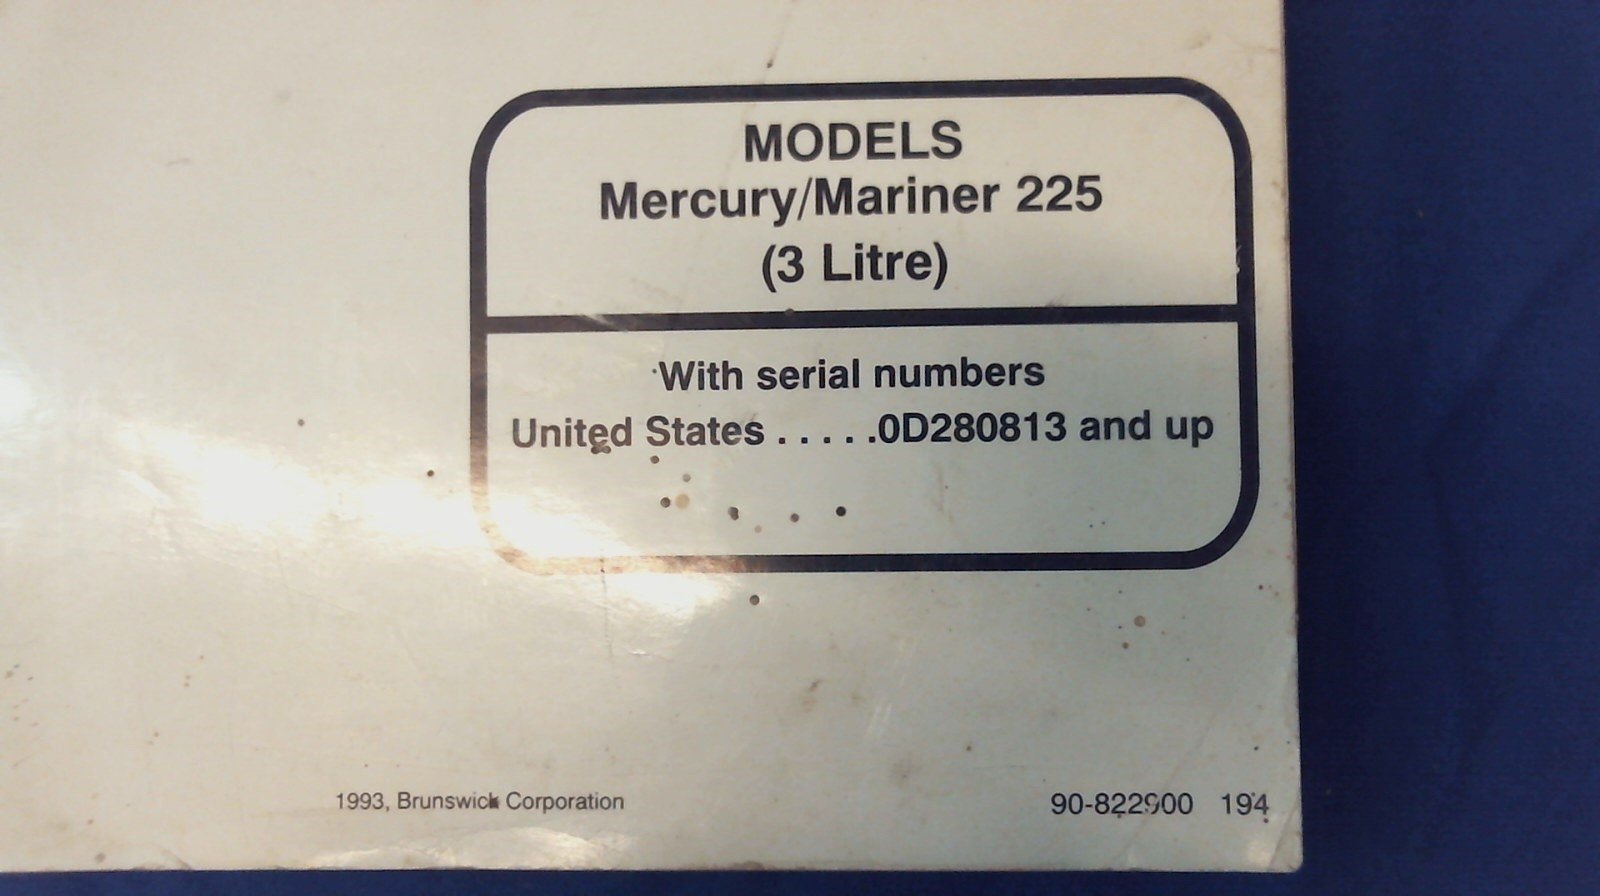 MODELS
Mercury/Mariner 225
(3 Litre)
With serial numbers
United States . . . . .0D280813 and up
1993, Brunswick Corporation
90-822900 194